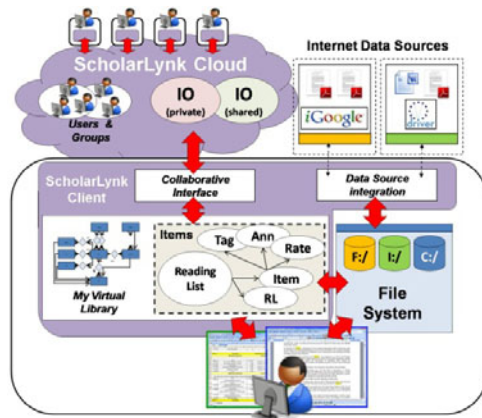 ScholarLynk Cloud
Users &
Groups
IO
(private)
IO
(shared)
Internet Data Sources
iGoogle
driver
ScholarLynk
Client
Collaborative
Interface
Data Source
integration
My Virtual
Library
Items
Tag
Ann
Rate
Reading
List
Item
RL
F:/
I:/
C:/
File
System